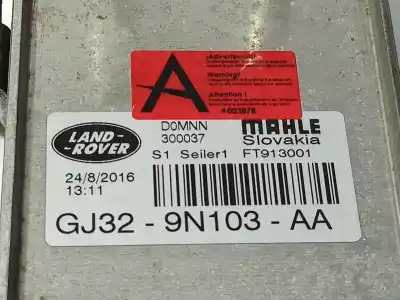 Advertencia!
A
Warning!
Attention !
LAND-
ROVER
D0MNN
300037
MAHLE
Slovakia
S1 Seiler1 FT913001
24/8/2016
13:11
GJ32 - 9N103 - AA